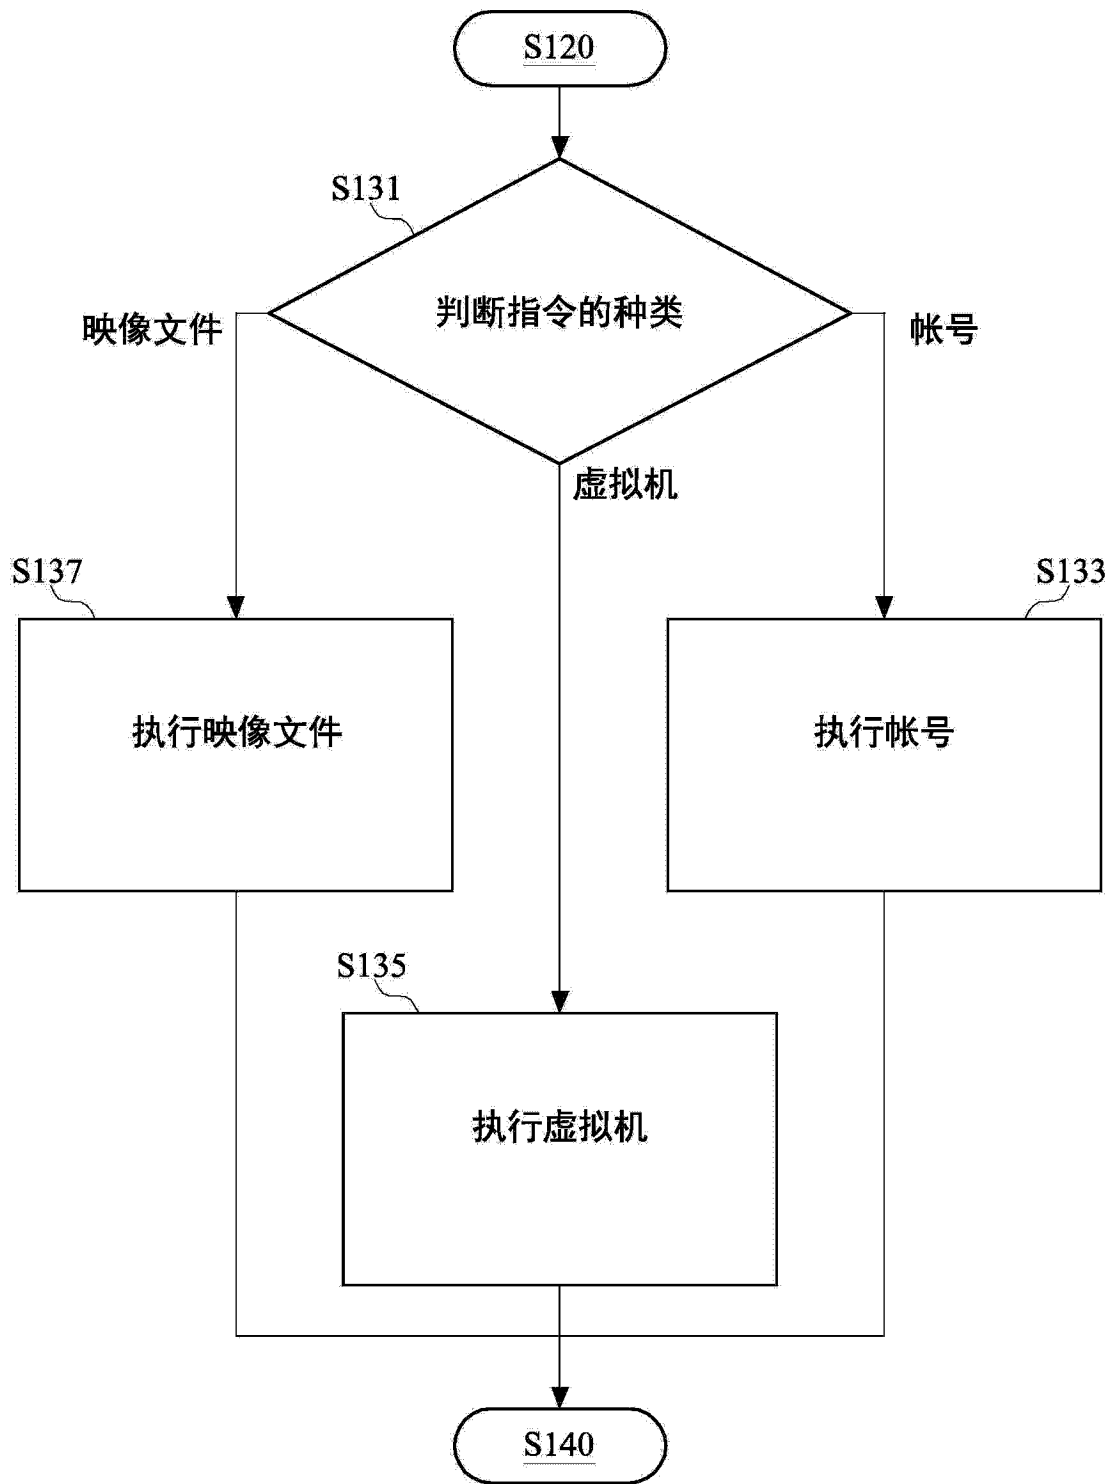 S120
S131
判断指令的种类
映像文件
帐号
虚拟机
S137
S133
执行映像文件
执行帐号
S135
执行虚拟机
S140